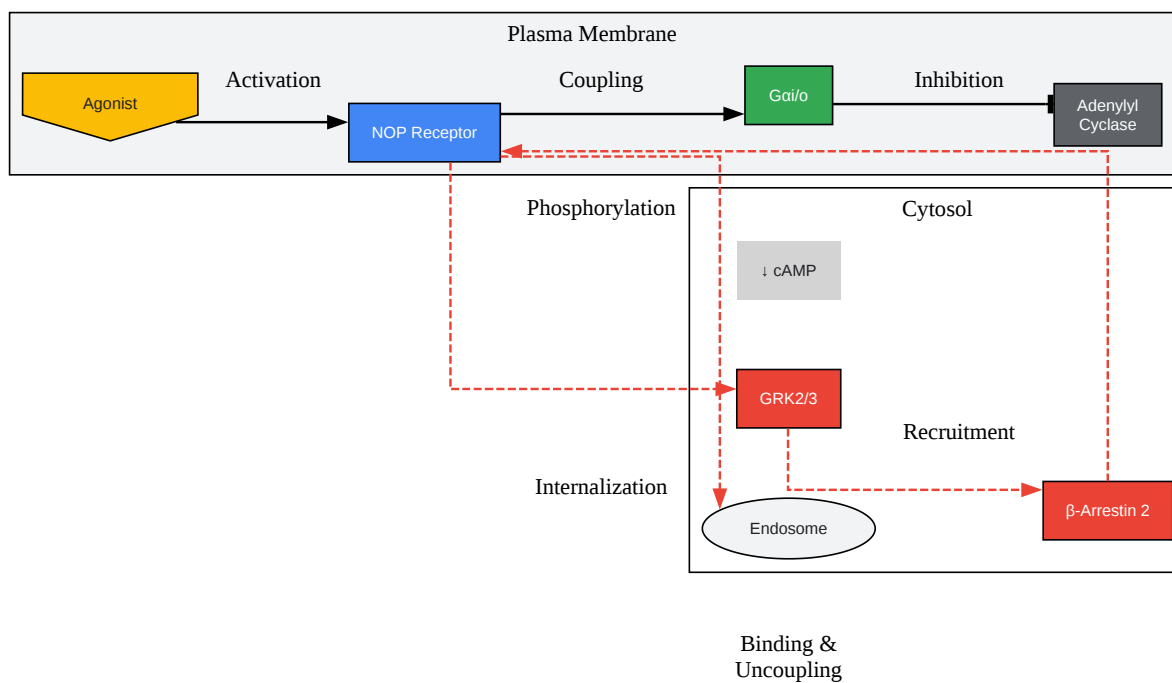 Plasma Membrane
Activation
Coupling
Inhibition
Agonist
NOP Receptor
Gαi/o
Adenylyl
Cyclase
Phosphorylation
Cytosol
↓ cAMP
GRK2/3
Recruitment
Internalization
Endosome
β-Arrestin 2
Binding &
Uncoupling